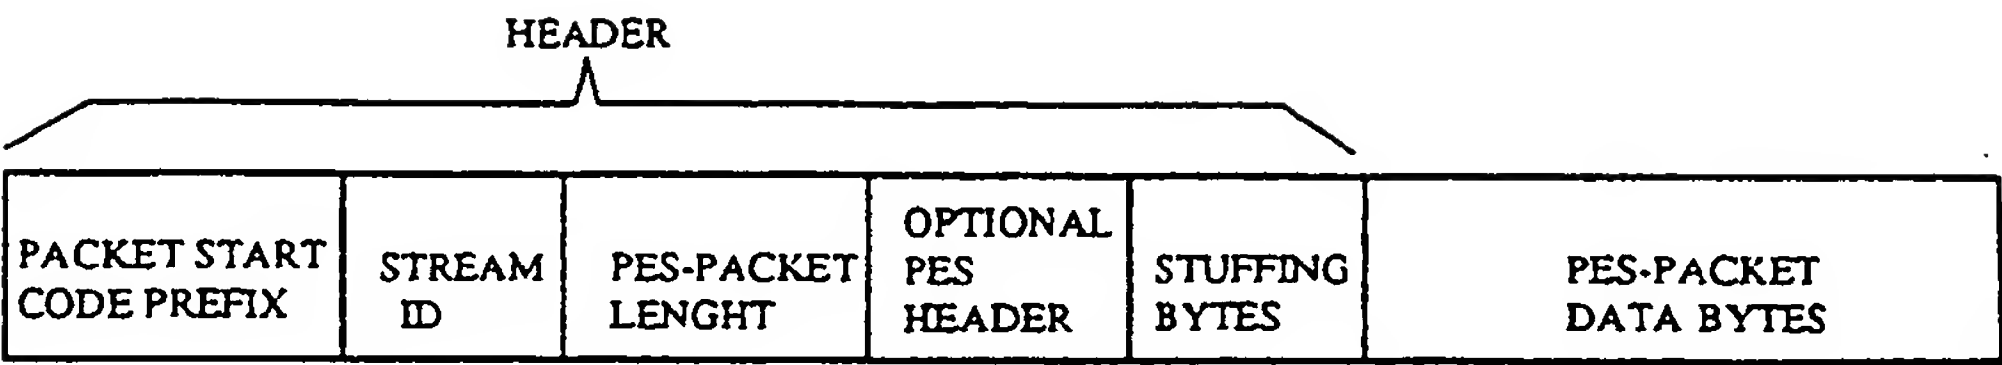 HEADER
PACKET START
CODE PREFIX
STREAM
ID
PES-PACKET
LENGHT
OPTIONAL
PES
HEADER
STUFFING
BYTES
PES-PACKET
DATA BYTES